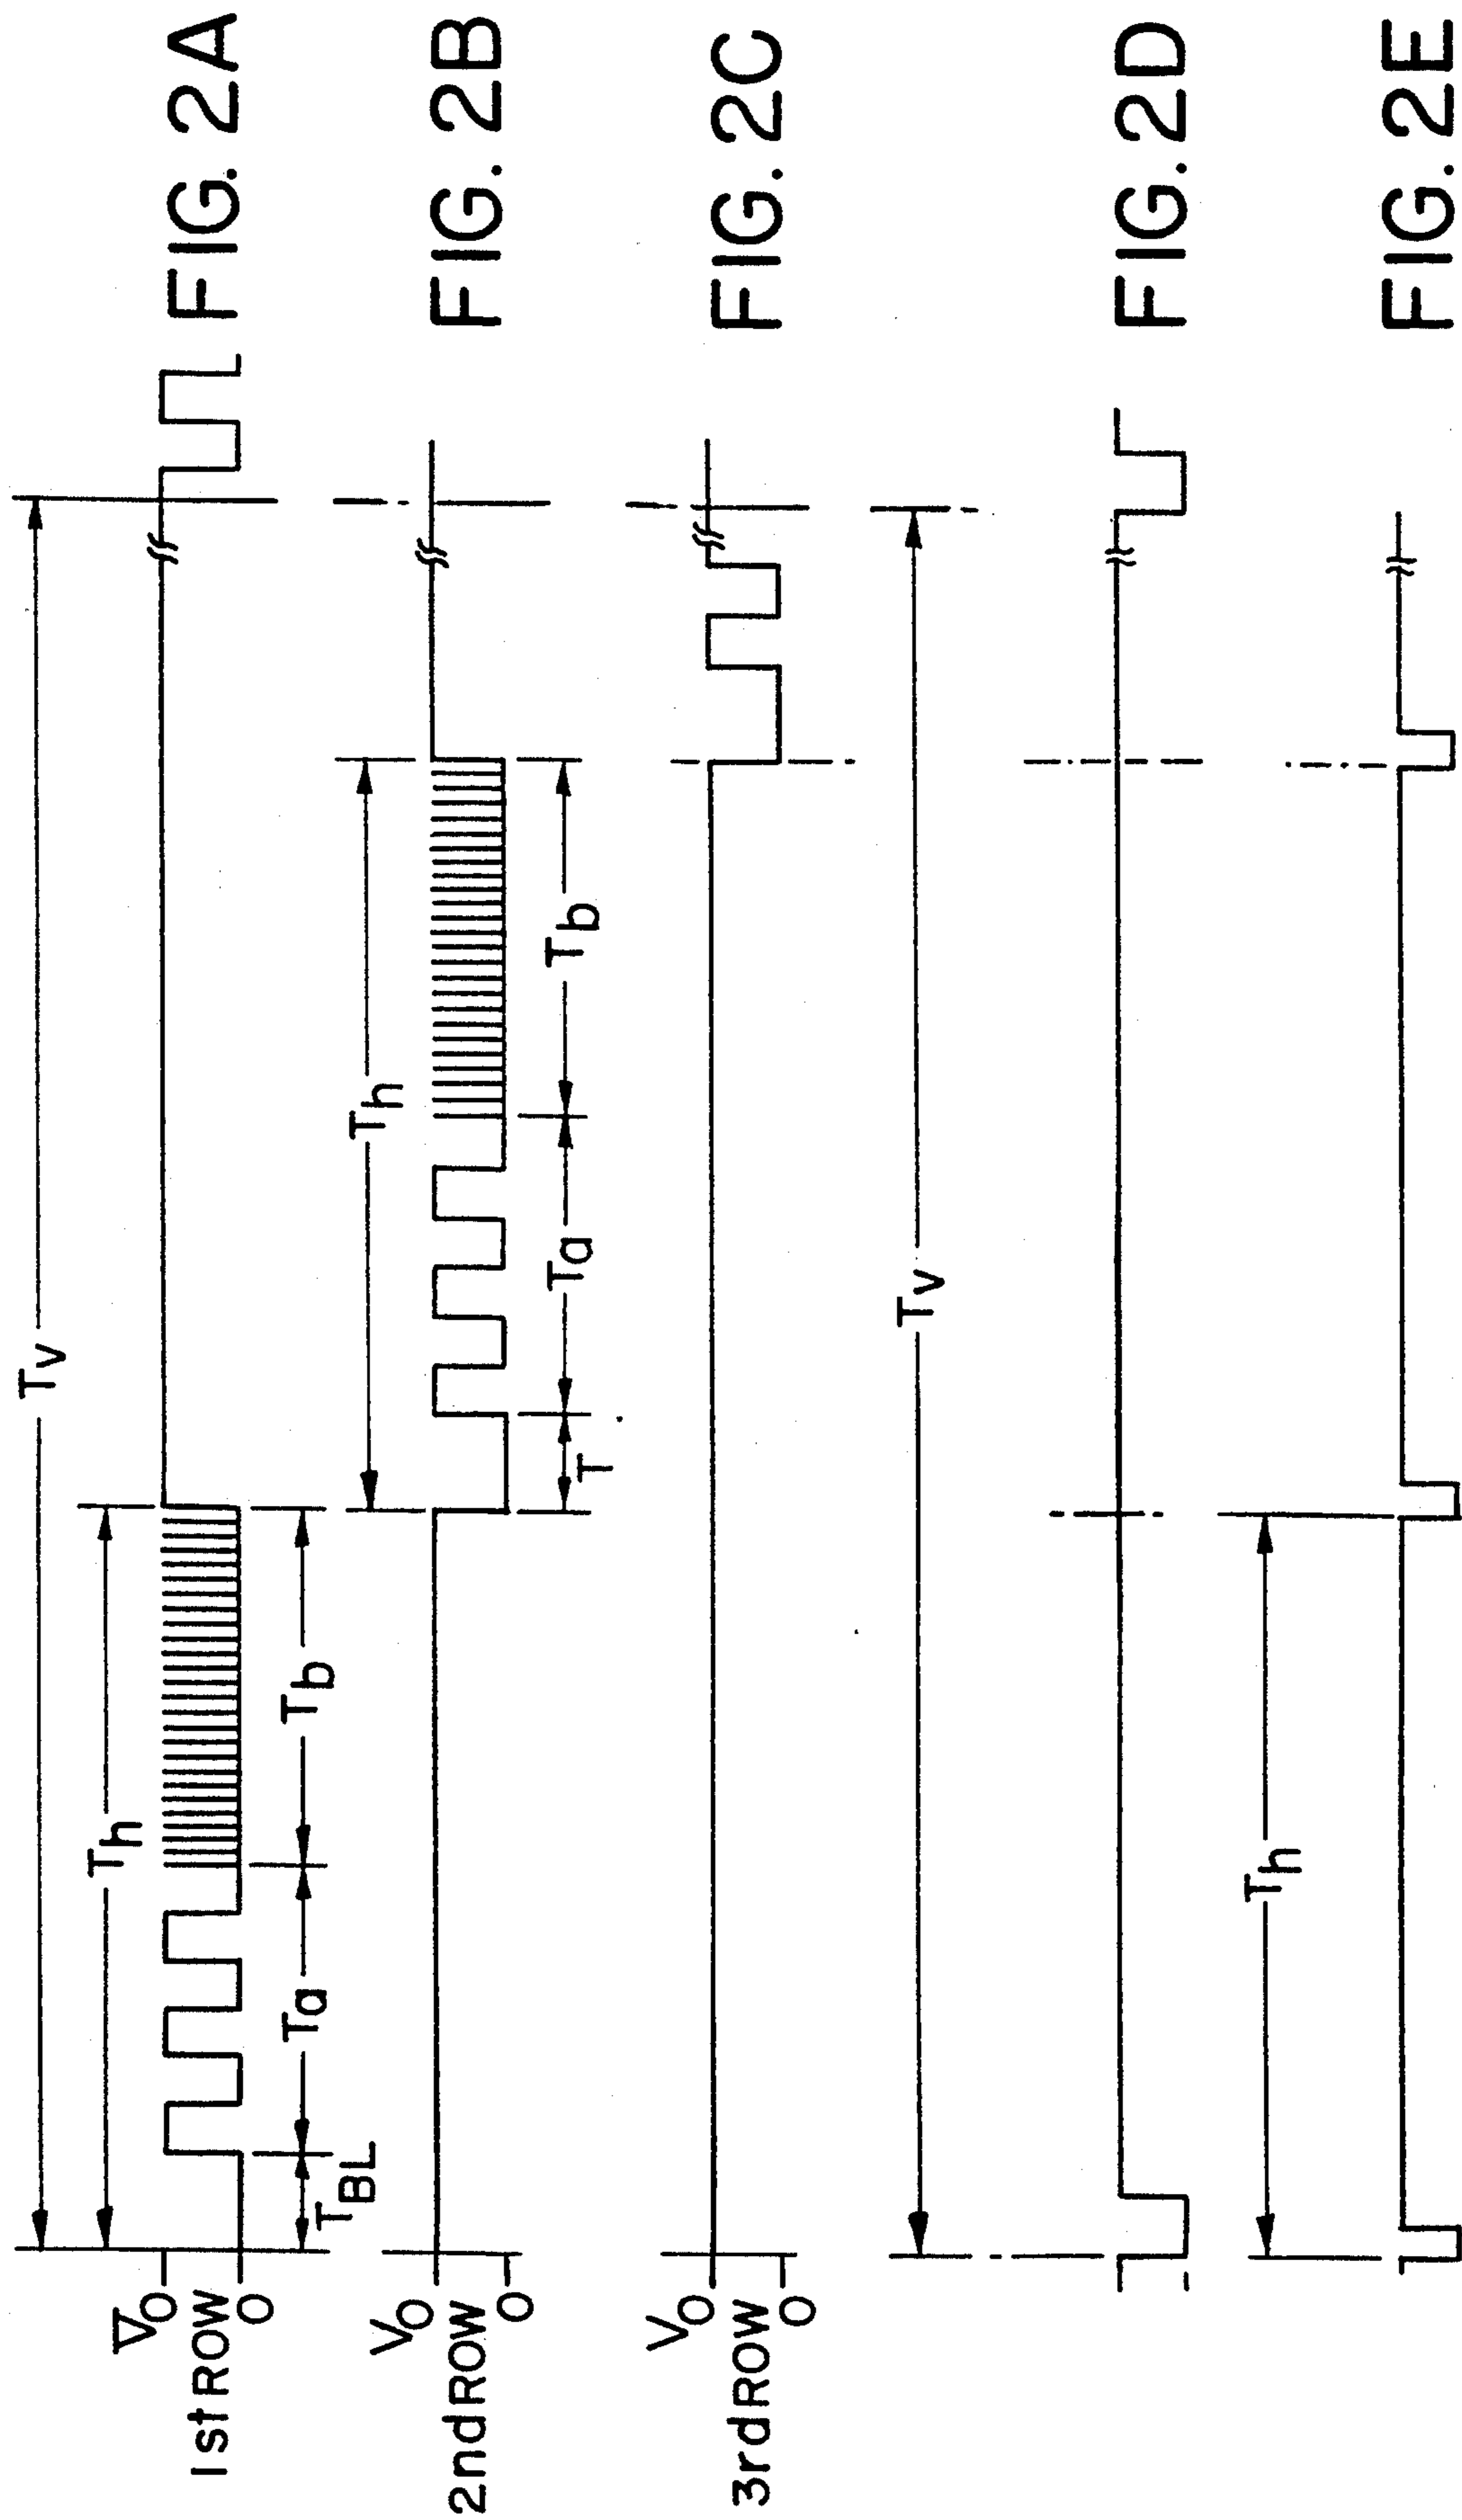 Tv
Th
V0
1st ROW
0
TBL
Ta
Tb
FIG. 2A
Th
V0
2nd ROW
0
T
Ta
Tb
FIG. 2B
V0
3rd ROW
0
FIG. 2C
Tv
FIG. 2D
Th
FIG. 2E